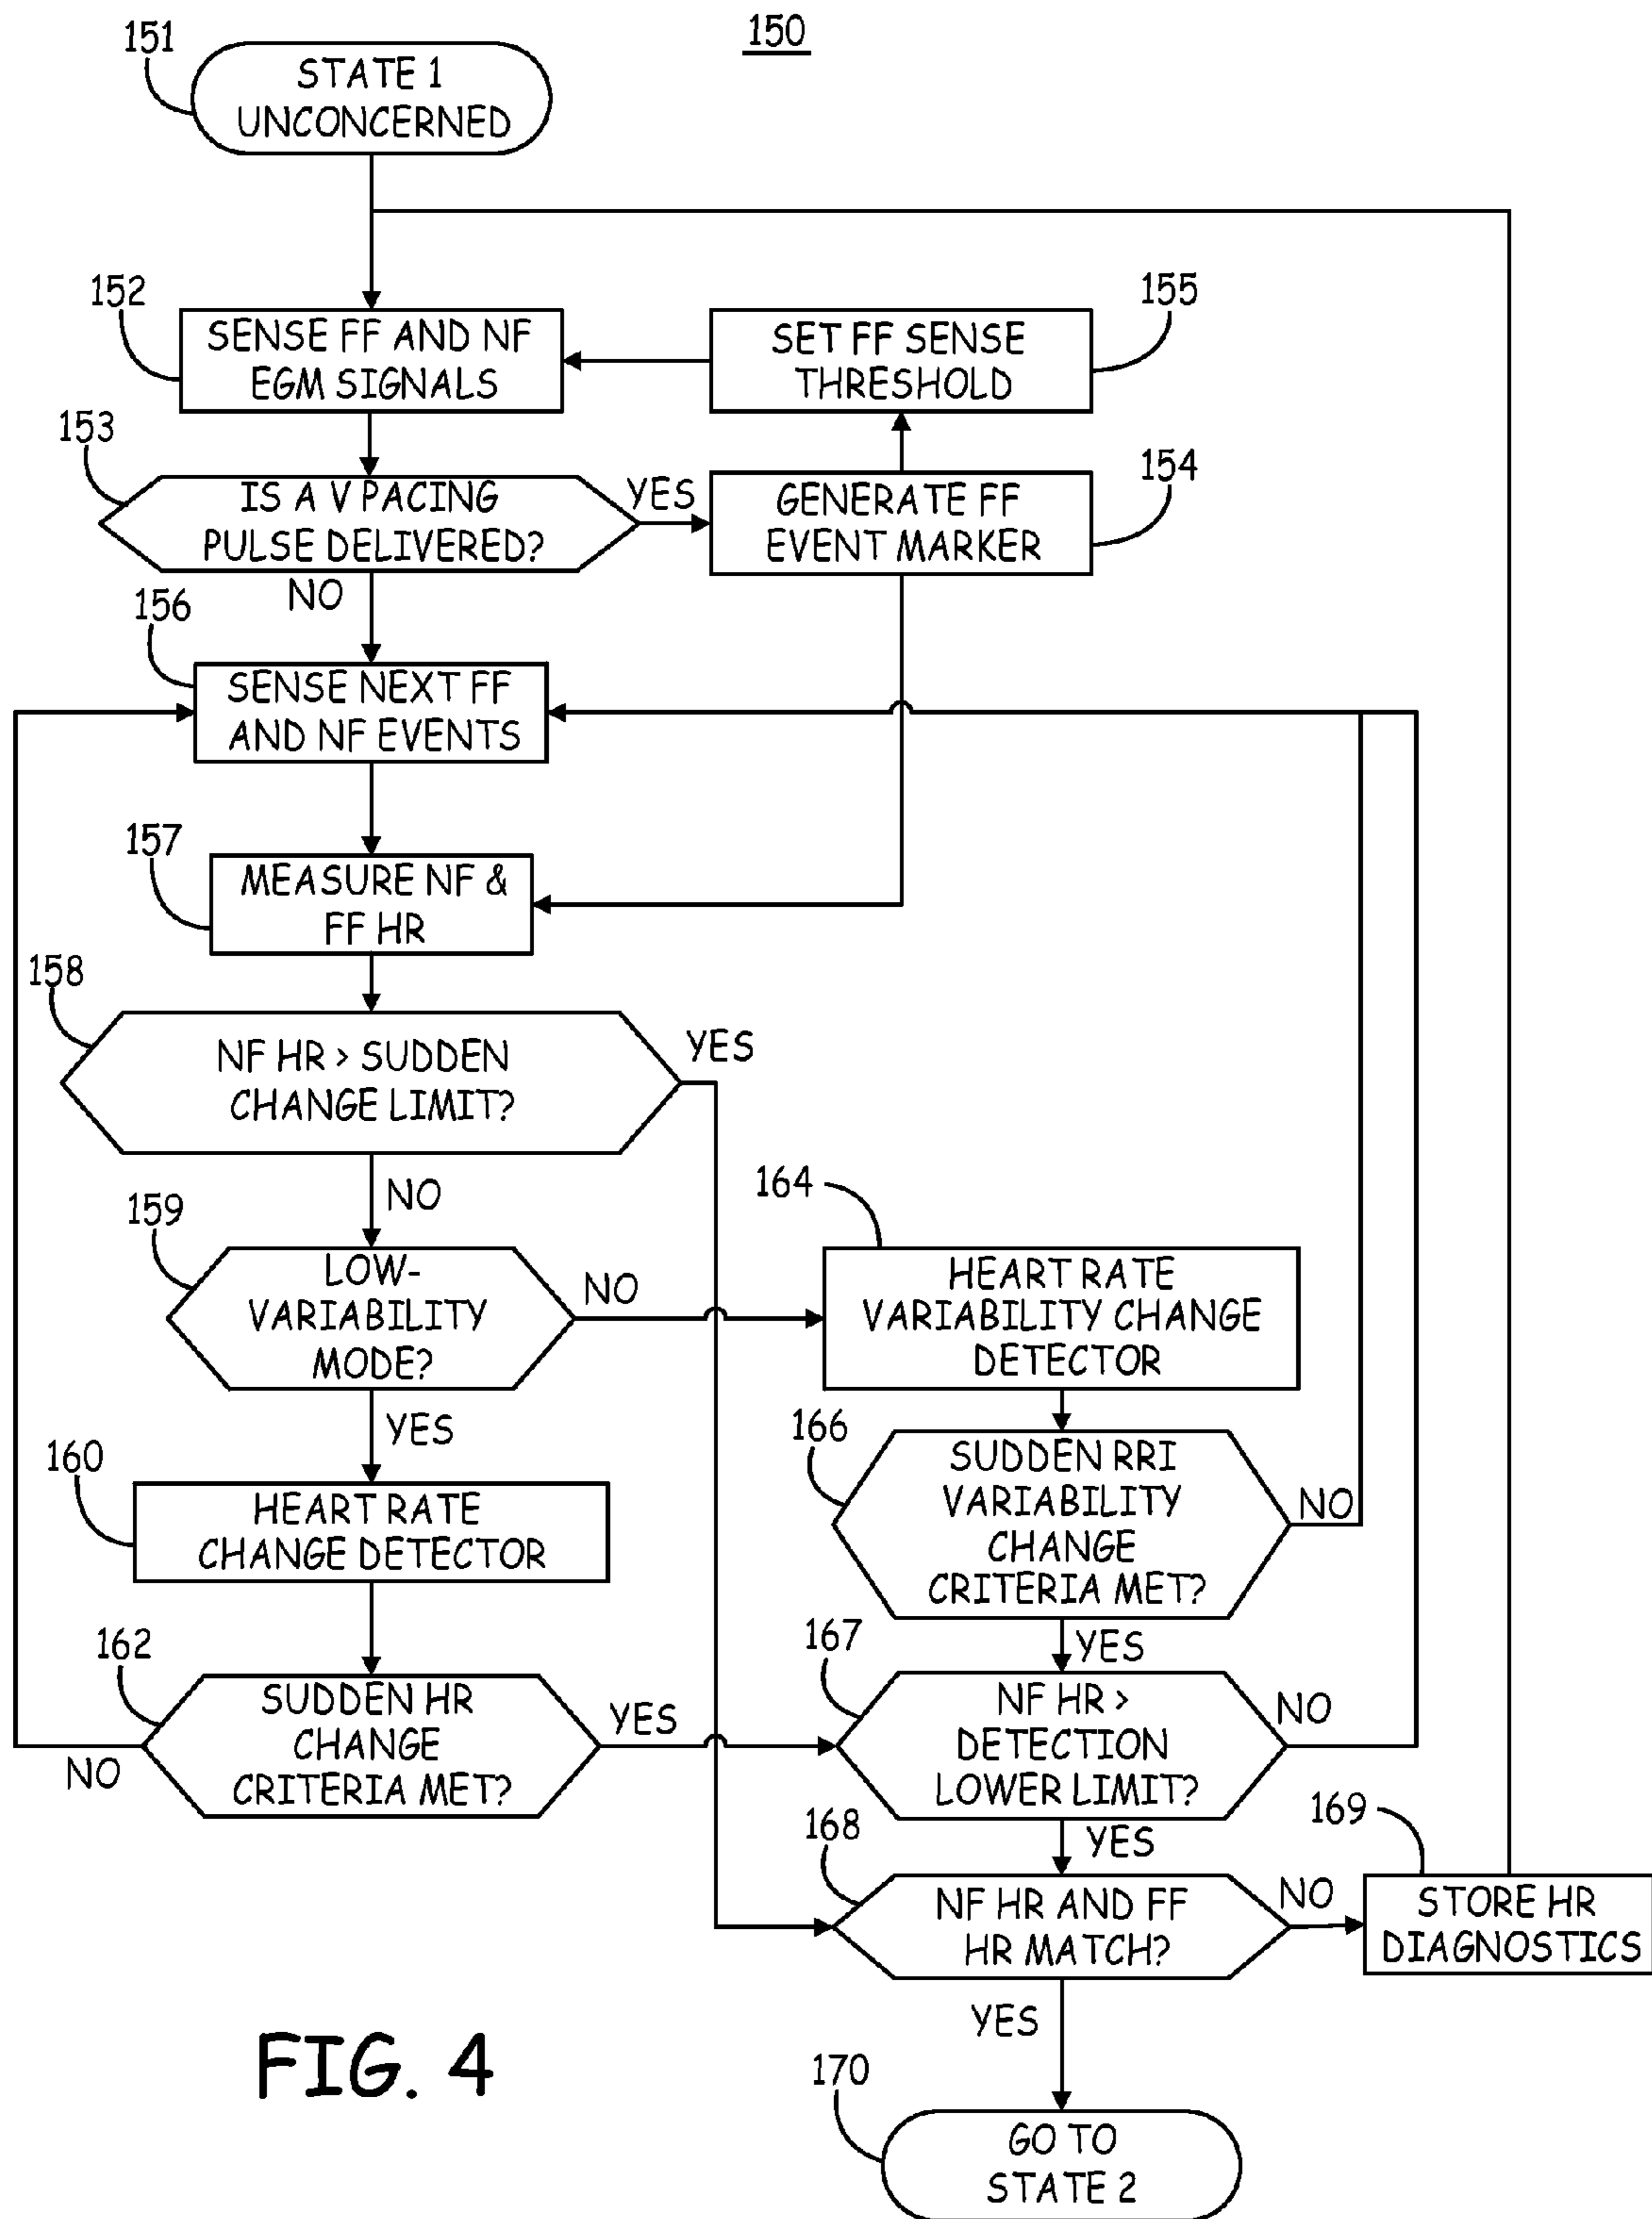 150
151
STATE 1
UNCONCERNED
152
SENSE FF AND NF
EGM SIGNALS
155
SET FF SENSE
THRESHOLD
153
IS A V PACING
PULSE DELIVERED?
YES
NO
154
GENERATE FF
EVENT MARKER
156
SENSE NEXT FF
AND NF EVENTS
157
MEASURE NF &
FF HR
158
NF HR > SUDDEN
CHANGE LIMIT?
YES
NO
159
LOW-
VARIABILITY
MODE?
NO
YES
164
HEART RATE
VARIABILITY CHANGE
DETECTOR
160
HEART RATE
CHANGE DETECTOR
166
SUDDEN RRI
VARIABILITY
CHANGE
CRITERIA MET?
NO
YES
162
SUDDEN HR
CHANGE
CRITERIA MET?
YES
NO
167
NF HR >
DETECTION
LOWER LIMIT?
NO
YES
168
NF HR AND FF
HR MATCH?
NO
YES
169
STORE HR
DIAGNOSTICS
170
GO TO
STATE 2
FIG. 4